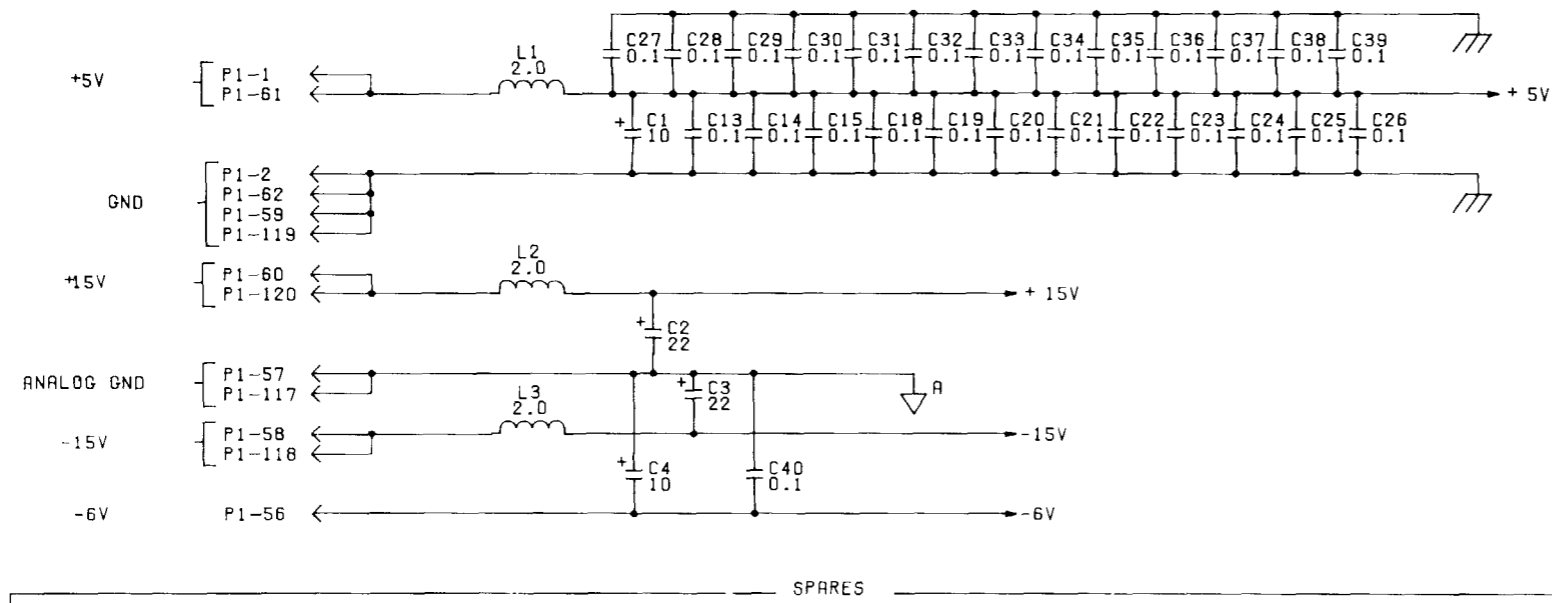 C27 C28 C29 C30 C31 C32 C33 C34 C35 C36 C37 C38 C39
0.1 0.1 0.1 0.1 0.1 0.1 0.1 0.1 0.1 0.1 0.1 0.1 0.1
L1
2.0
+5V
P1-1
P1-61
+ 5V
+ C1 C13 C14 C15 C18 C19 C20 C21 C22 C23 C24 C25 C26
10 0.1 0.1 0.1 0.1 0.1 0.1 0.1 0.1 0.1 0.1 0.1 0.1
GND
P1-2
P1-62
P1-59
P1-119
L2
2.0
+15V
P1-60
P1-120
+ 15V
+ C2
22
ANALOG GND
P1-57
P1-117
+ C3
22
A
L3
2.0
-15V
P1-58
P1-118
-15V
+ C4
10
C40
0.1
-6V
P1-56
-6V
SPARES